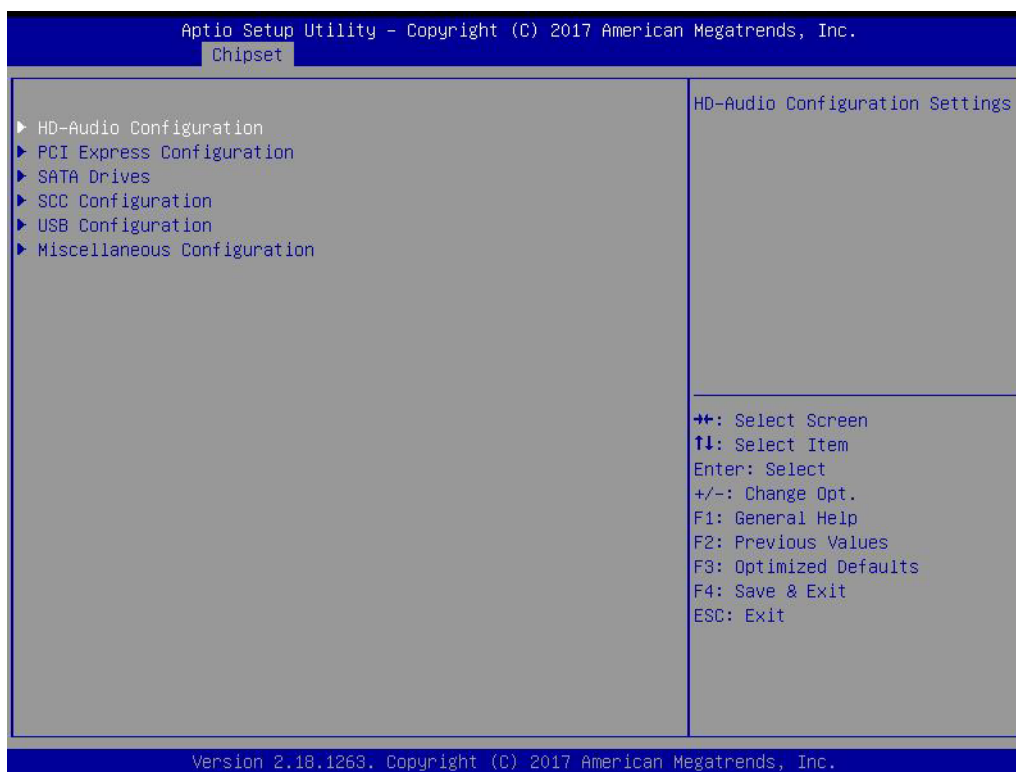 Aptio Setup Utility – Copyright (C) 2017 American Megatrends, Inc.
Chipset
▶ HD-Audio Configuration
▶ PCI Express Configuration
▶ SATA Drives
▶ SCC Configuration
▶ USB Configuration
▶ Miscellaneous Configuration
HD-Audio Configuration Settings
→←: Select Screen
↑↓: Select Item
Enter: Select
+/-: Change Opt.
F1: General Help
F2: Previous Values
F3: Optimized Defaults
F4: Save & Exit
ESC: Exit
Version 2.18.1263. Copyright (C) 2017 American Megatrends, Inc.